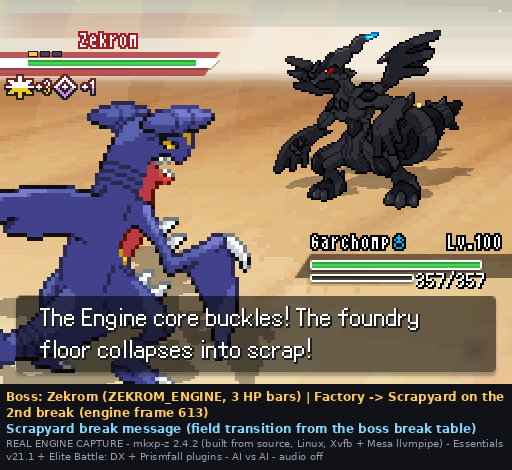 Zekrom
+3 +1
Garchomp Lv.100
357/357
The Engine core buckles! The foundry
floor collapses into scrap!
Boss: Zekrom (ZEKROM_ENGINE, 3 HP bars) | Factory -> Scrapyard on the
2nd break (engine frame 613)
Scrapyard break message (field transition from the boss break table)
REAL ENGINE CAPTURE - mkxp-z 2.4.2 (built from source, Linux, Xvfb + Mesa llvmpipe) - Essentials
v21.1 + Elite Battle: DX + Prismfall plugins - AI vs AI - audio off